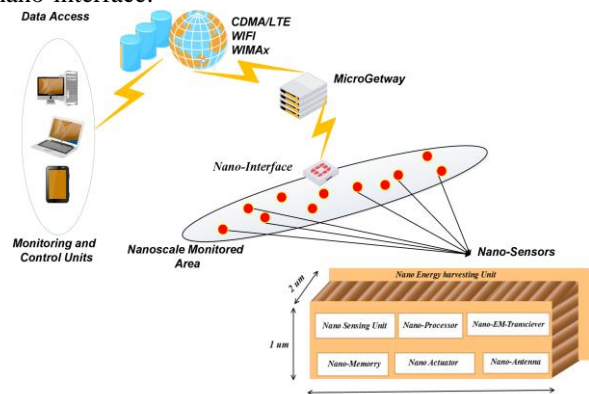 nano-interface.
Data Access
CDMA/LTE
WIFI
WIMAx
MicroGetway
Nano-Interface
Monitoring and
Control Units
Nanoscale Monitored
Area
Nano-Sensors
Nano Energy harvesting Unit
2 um
1 um
Nano Sensing Unit
Nano-Processor
Nano-EM-Transciever
Nano-Memorry
Nano Actuator
Nano-Antenna